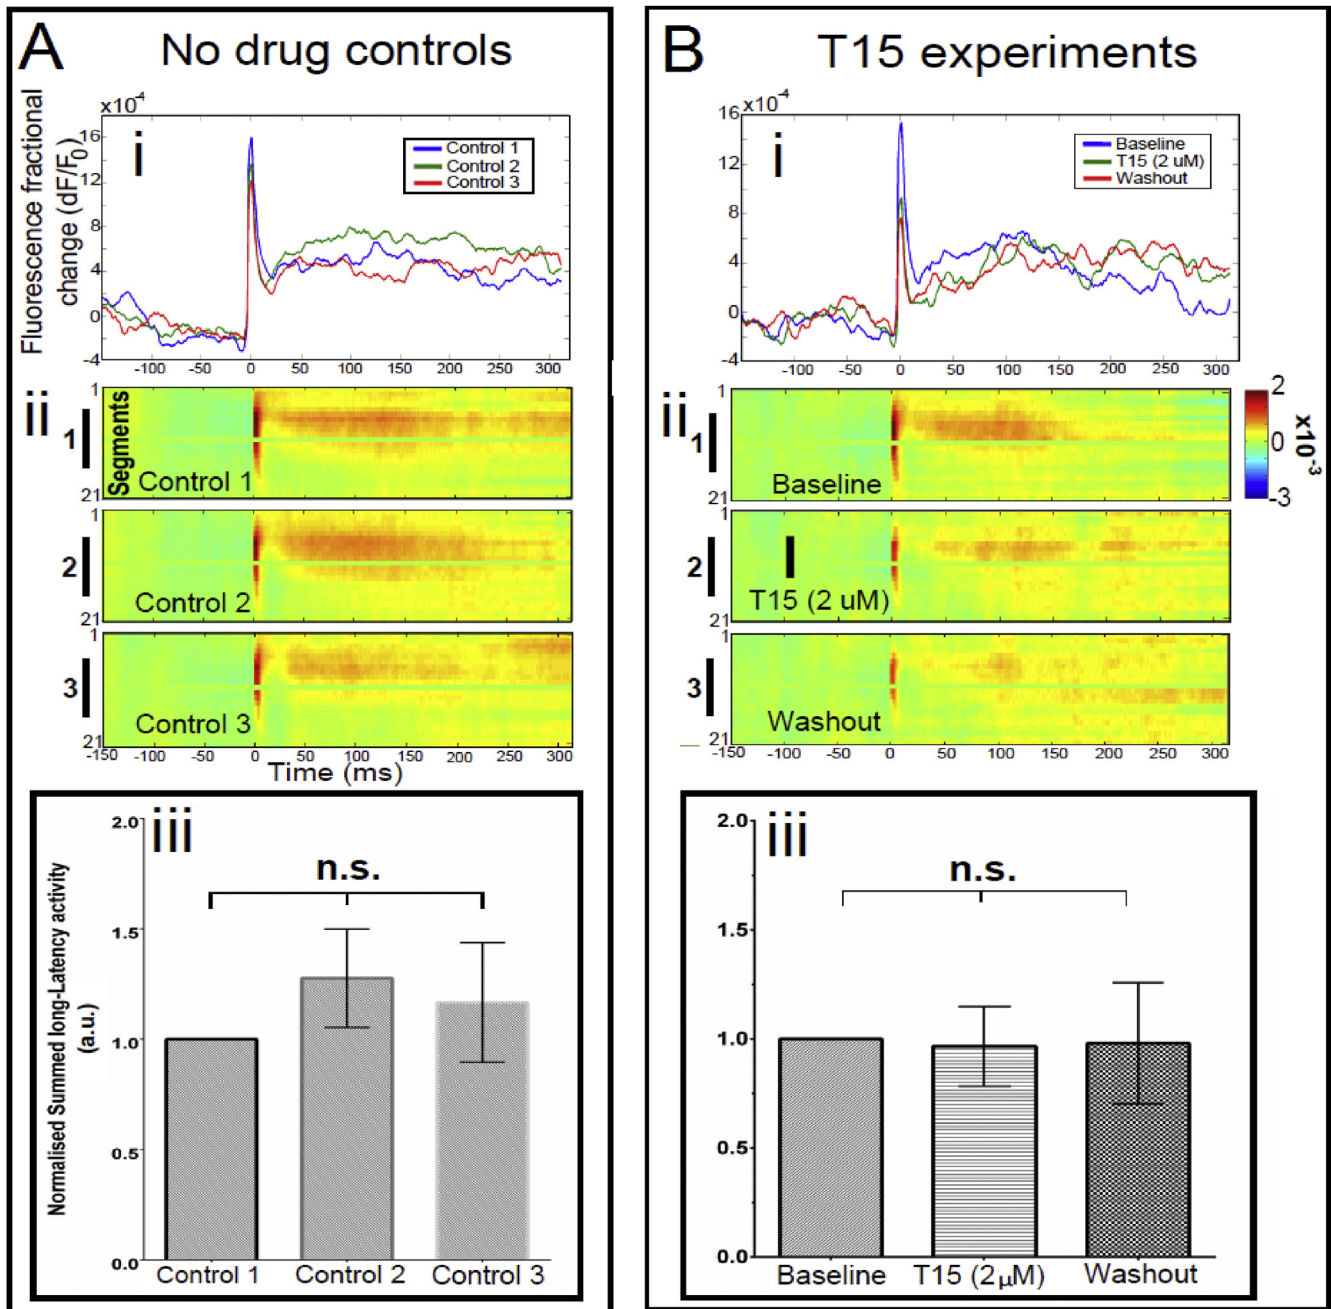 A No drug controls
Fluorescence fractional
change (dF/F0)
x10-4
i
16
12
8
4
0
-4
Control 1
Control 2
Control 3
-100 -50 0 50 100 150 200 250 300
ii
1
Segments
1
21
Control 1
1
2
21
Control 2
1
3
21
Control 3
-150 -100 -50 0 50 100 150 200 250 300
Time (ms)
iii
Normalised Summed long-Latency activity
(a.u.)
2.0
1.5
1.0
0.5
0.0
n.s.
Control 1 Control 2 Control 3
B T15 experiments
16 x10-4
i
12
8
4
0
-4
Baseline
T15 (2 uM)
Washout
-100 -50 0 50 100 150 200 250 300
ii
1
1
21
Baseline
2
0
-3
x10-3
1
2
21
T15 (2 uM)
1
3
21
Washout
-150 -100 -50 0 50 100 150 200 250 300
iii
2.0
1.5
1.0
0.5
0.0
n.s.
Baseline T15 (2μM) Washout